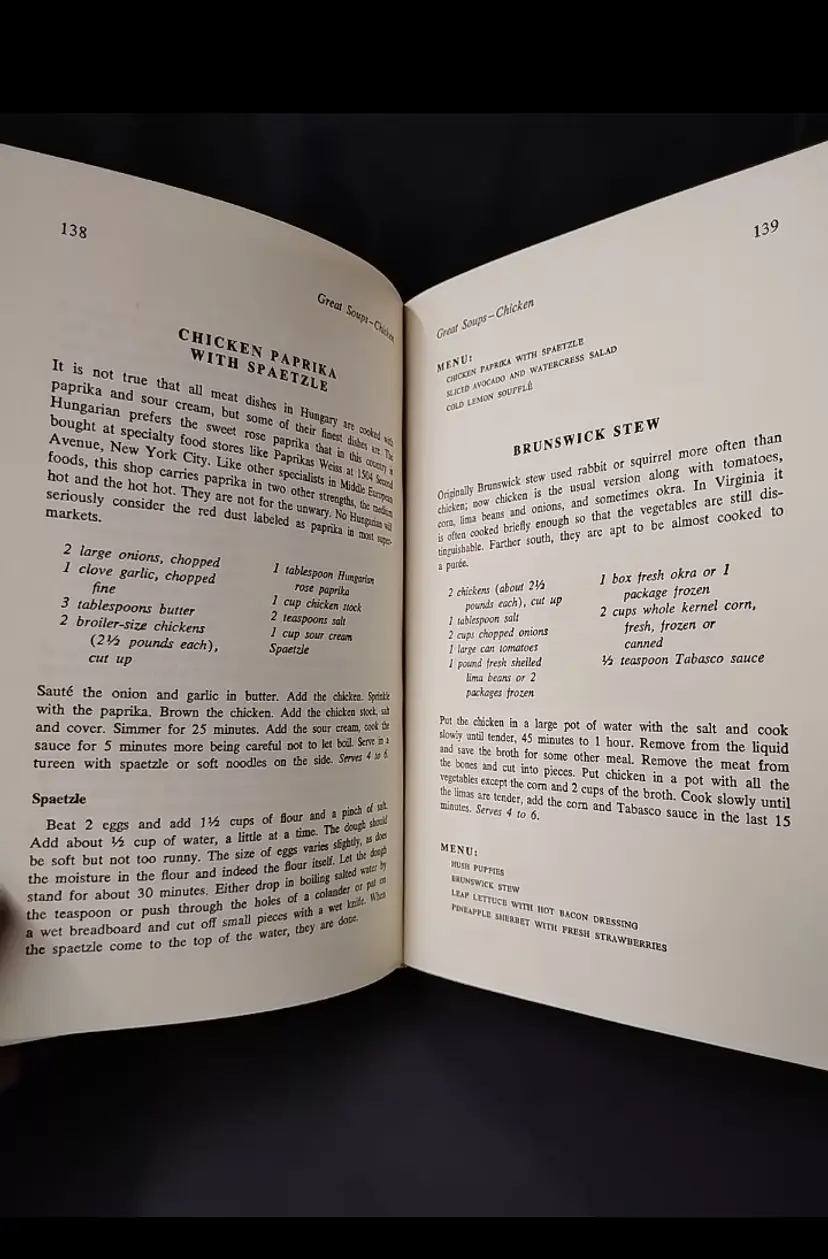 138
Great Soups—Chicken
CHICKEN PAPRIKA
WITH SPAETZLE
It is not true that all meat dishes in Hungary are cooked with
paprika and sour cream, but some of their finest dishes are. The
Hungarian prefers the sweet rose paprika that in this country is
bought at specialty food stores like Paprikas Weiss at 1504 Second
Avenue, New York City. Like other specialists in Middle European
foods, this shop carries paprika in two other strengths, the medium
hot and the hot hot. They are not for the unwary. No Hungarian will
seriously consider the red dust labeled as paprika in most super-
markets.
2 large onions, chopped
1 clove garlic, chopped
fine
3 tablespoons butter
2 broiler-size chickens
(2½ pounds each),
cut up
1 tablespoon Hungarian
rose paprika
1 cup chicken stock
2 teaspoons salt
1 cup sour cream
Spaetzle
Sauté the onion and garlic in butter. Add the chicken. Sprinkle
with the paprika. Brown the chicken. Add the chicken stock, salt
and cover. Simmer for 25 minutes. Add the sour cream, cook the
sauce for 5 minutes more being careful not to let boil. Serve in a
tureen with spaetzle or soft noodles on the side. Serves 4 to 6.
Spaetzle
Beat 2 eggs and add 1½ cups of flour and a pinch of salt.
Add about ½ cup of water, a little at a time. The dough should
be soft but not too runny. The size of eggs varies slightly, as does
the moisture in the flour and indeed the flour itself. Let the dough
stand for about 30 minutes. Either drop in boiling salted water by
the teaspoon or push through the holes of a colander or put on
a wet breadboard and cut off small pieces with a wet knife. When
the spaetzle come to the top of the water, they are done.
139
Great Soups—Chicken
MENU:
CHICKEN PAPRIKA WITH SPAETZLE
SLICED AVOCADO AND WATERCRESS SALAD
COLD LEMON SOUFFLÉ
BRUNSWICK STEW
Originally Brunswick stew used rabbit or squirrel more often than
chicken; now chicken is the usual version along with tomatoes,
corn, lima beans and onions, and sometimes okra. In Virginia it
is often cooked briefly enough so that the vegetables are still dis-
tinguishable. Farther south, they are apt to be almost cooked to
a purée.
2 chickens (about 2½
pounds each), cut up
1 tablespoon salt
2 cups chopped onions
1 large can tomatoes
1 pound fresh shelled
lima beans or 2
packages frozen
1 box fresh okra or 1
package frozen
2 cups whole kernel corn,
fresh, frozen or
canned
½ teaspoon Tabasco sauce
Put the chicken in a large pot of water with the salt and cook
slowly until tender, 45 minutes to 1 hour. Remove from the liquid
and save the broth for some other meal. Remove the meat from
the bones and cut into pieces. Put chicken in a pot with all the
vegetables except the corn and 2 cups of the broth. Cook slowly until
the limas are tender, add the corn and Tabasco sauce in the last 15
minutes. Serves 4 to 6.
MENU:
HUSH PUPPIES
BRUNSWICK STEW
LEAF LETTUCE WITH HOT BACON DRESSING
PINEAPPLE SHERBET WITH FRESH STRAWBERRIES